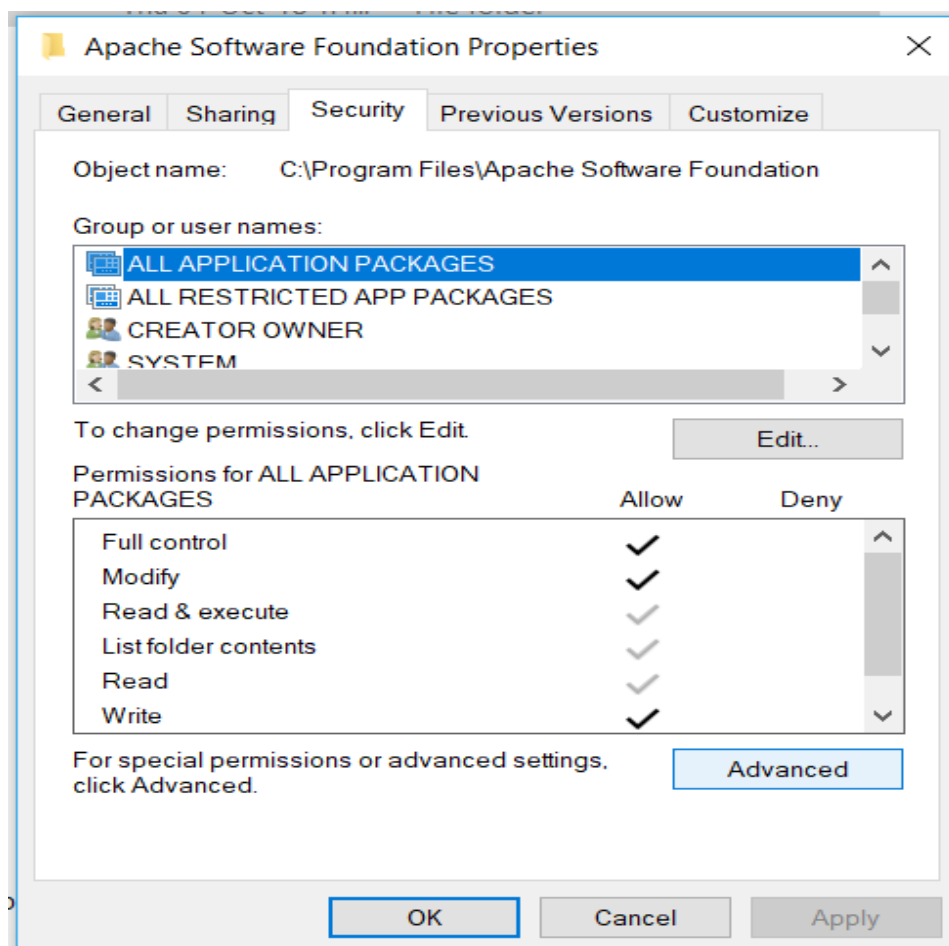 Apache Software Foundation Properties
General Sharing Security Previous Versions Customize
Object name: C:\Program Files\Apache Software Foundation
Group or user names:
ALL APPLICATION PACKAGES
ALL RESTRICTED APP PACKAGES
CREATOR OWNER
SYSTEM
To change permissions, click Edit.
Edit...
Permissions for ALL APPLICATION
PACKAGES Allow Deny
Full control
Modify
Read & execute
List folder contents
Read
Write
For special permissions or advanced settings,
click Advanced.
Advanced
OK Cancel Apply